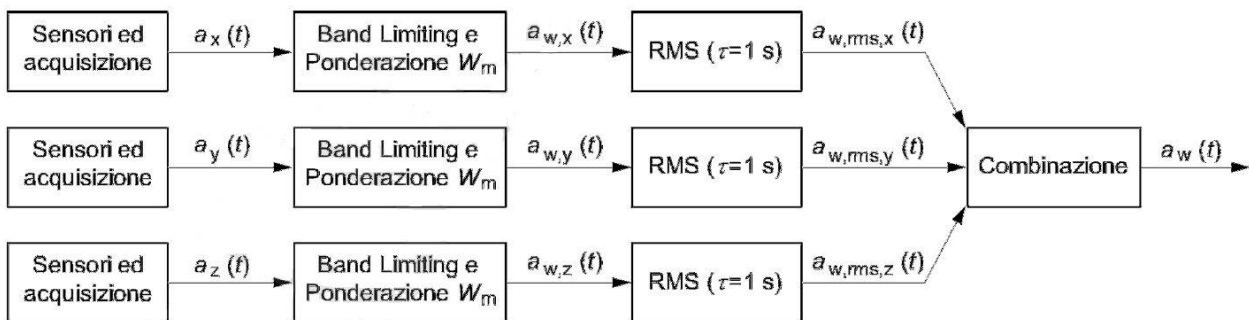 Sensori ed
acquisizione
a_x (t)
Band Limiting e
Ponderazione W_m
a_w,x (t)
RMS (τ=1 s)
a_w,rms,x (t)
Sensori ed
acquisizione
a_y (t)
Band Limiting e
Ponderazione W_m
a_w,y (t)
RMS (τ=1 s)
a_w,rms,y (t)
Combinazione
a_w (t)
Sensori ed
acquisizione
a_z (t)
Band Limiting e
Ponderazione W_m
a_w,z (t)
RMS (τ=1 s)
a_w,rms,z (t)